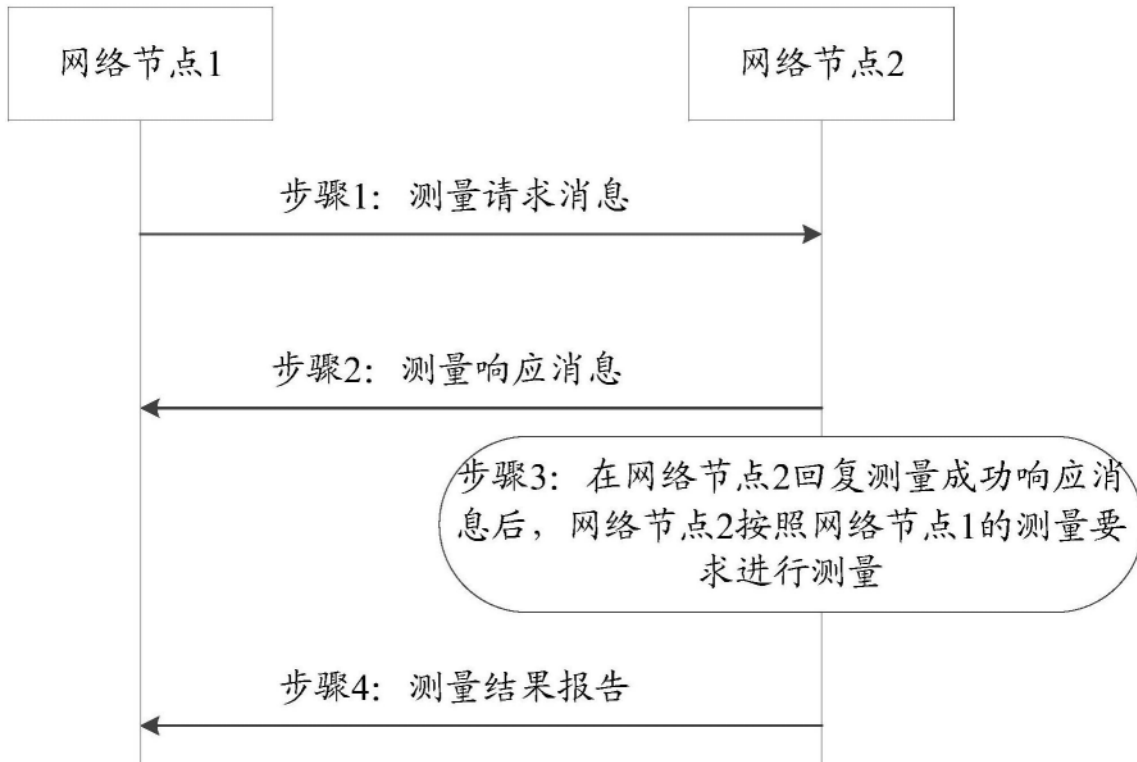 网络节点1
网络节点2
步骤1：测量请求消息
步骤2：测量响应消息
步骤3：在网络节点2回复测量成功响应消
息后，网络节点2按照网络节点1的测量要
求进行测量
步骤4：测量结果报告